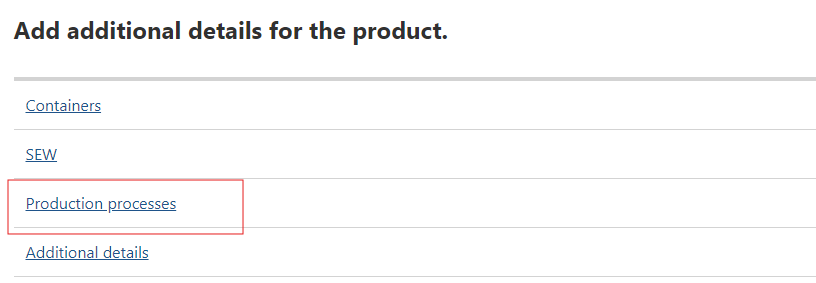 Add additional details for the product.
Containers
SEW
Production processes
Additional details